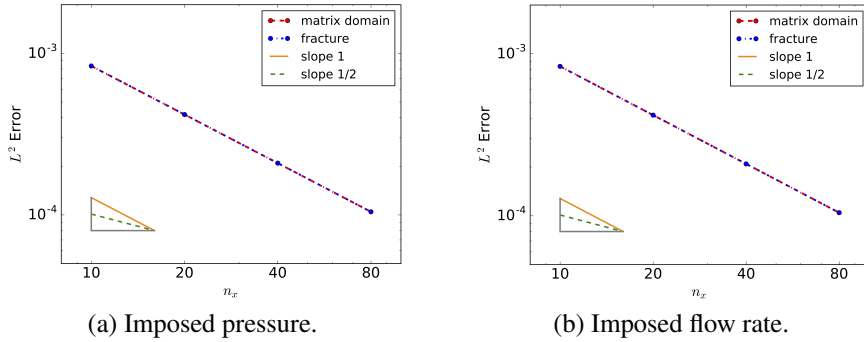 10^-3
10^-4
L^2 Error
10 20 40 80
n_x
matrix domain
fracture
slope 1
slope 1/2
(a) Imposed pressure.
10^-3
10^-4
L^2 Error
10 20 40 80
n_x
matrix domain
fracture
slope 1
slope 1/2
(b) Imposed flow rate.